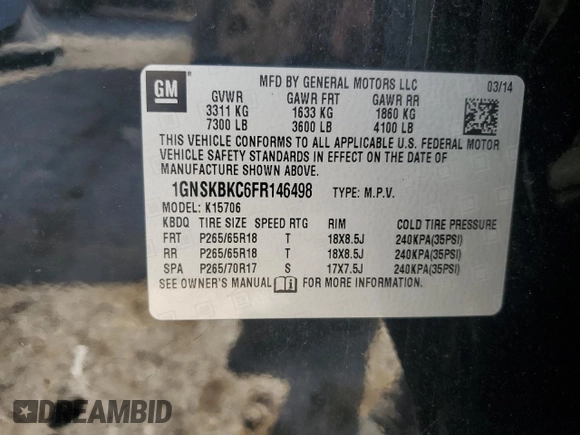 GM
MFD BY GENERAL MOTORS LLC 03/14
GVWR GAWR FRT GAWR RR
3311 KG 1633 KG 1860 KG
7300 LB 3600 LB 4100 LB
THIS VEHICLE CONFORMS TO ALL APPLICABLE U.S. FEDERAL MOTOR
VEHICLE SAFETY STANDARDS IN EFFECT ON THE DATE OF
MANUFACTURE SHOWN ABOVE.
1GNSKBKC6FR146498 TYPE: M.P.V.
MODEL: K15706
KBDQ TIRE SIZE SPEED RTG RIM COLD TIRE PRESSURE
FRT P265/65R18 T 18X8.5J 240KPA(35PSI)
RR P265/65R18 T 18X8.5J 240KPA(35PSI)
SPA P265/70R17 S 17X7.5J 240KPA(35PSI)
SEE OWNER'S MANUAL FOR MORE INFORMATION
DREAMBID